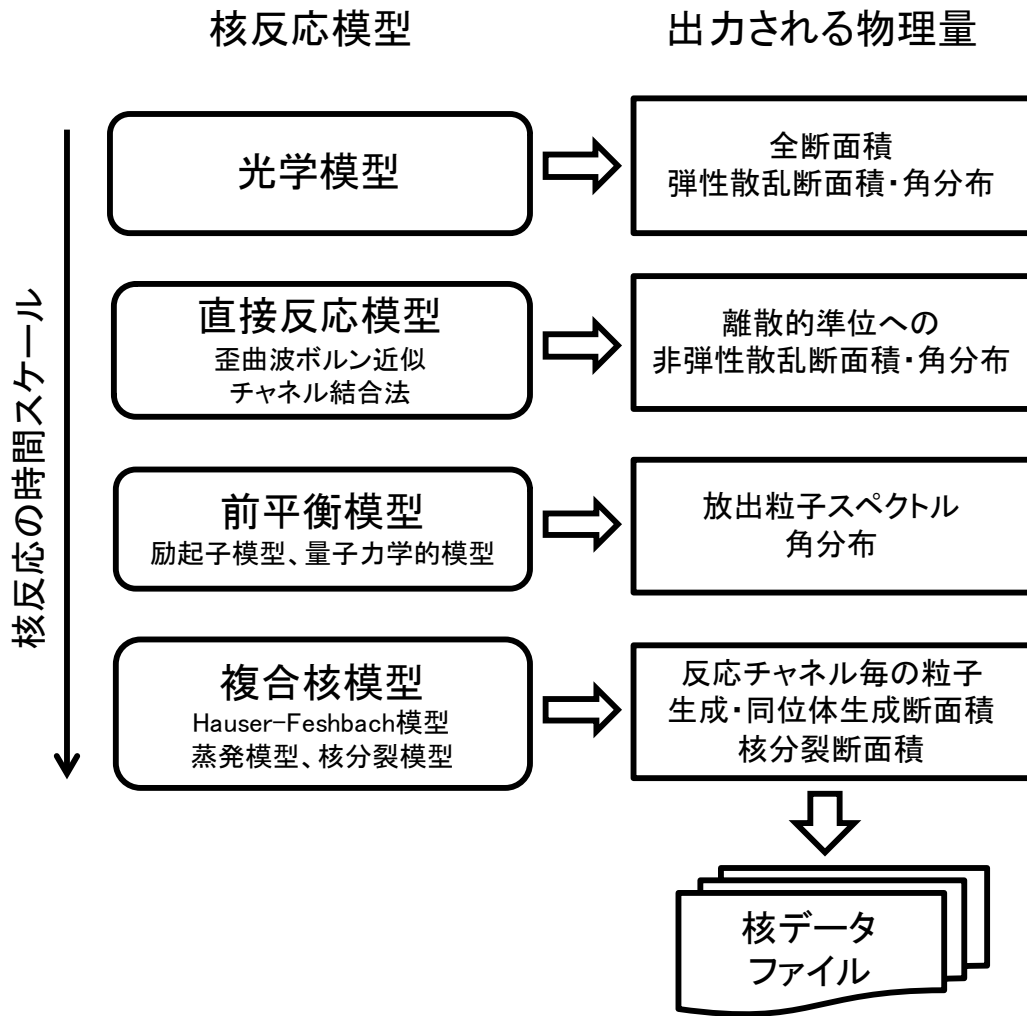 核反応模型
出力される物理量
核反応の時間スケール
光学模型
全断面積
弾性散乱断面積・角分布
直接反応模型
歪曲波ボルン近似
チャネル結合法
離散的準位への
非弾性散乱断面積・角分布
前平衡模型
励起子模型、量子力学的模型
放出粒子スペクトル
角分布
複合核模型
Hauser-Feshbach模型
蒸発模型、核分裂模型
反応チャネル毎の粒子
生成・同位体生成断面積
核分裂断面積
核データ
ファイル